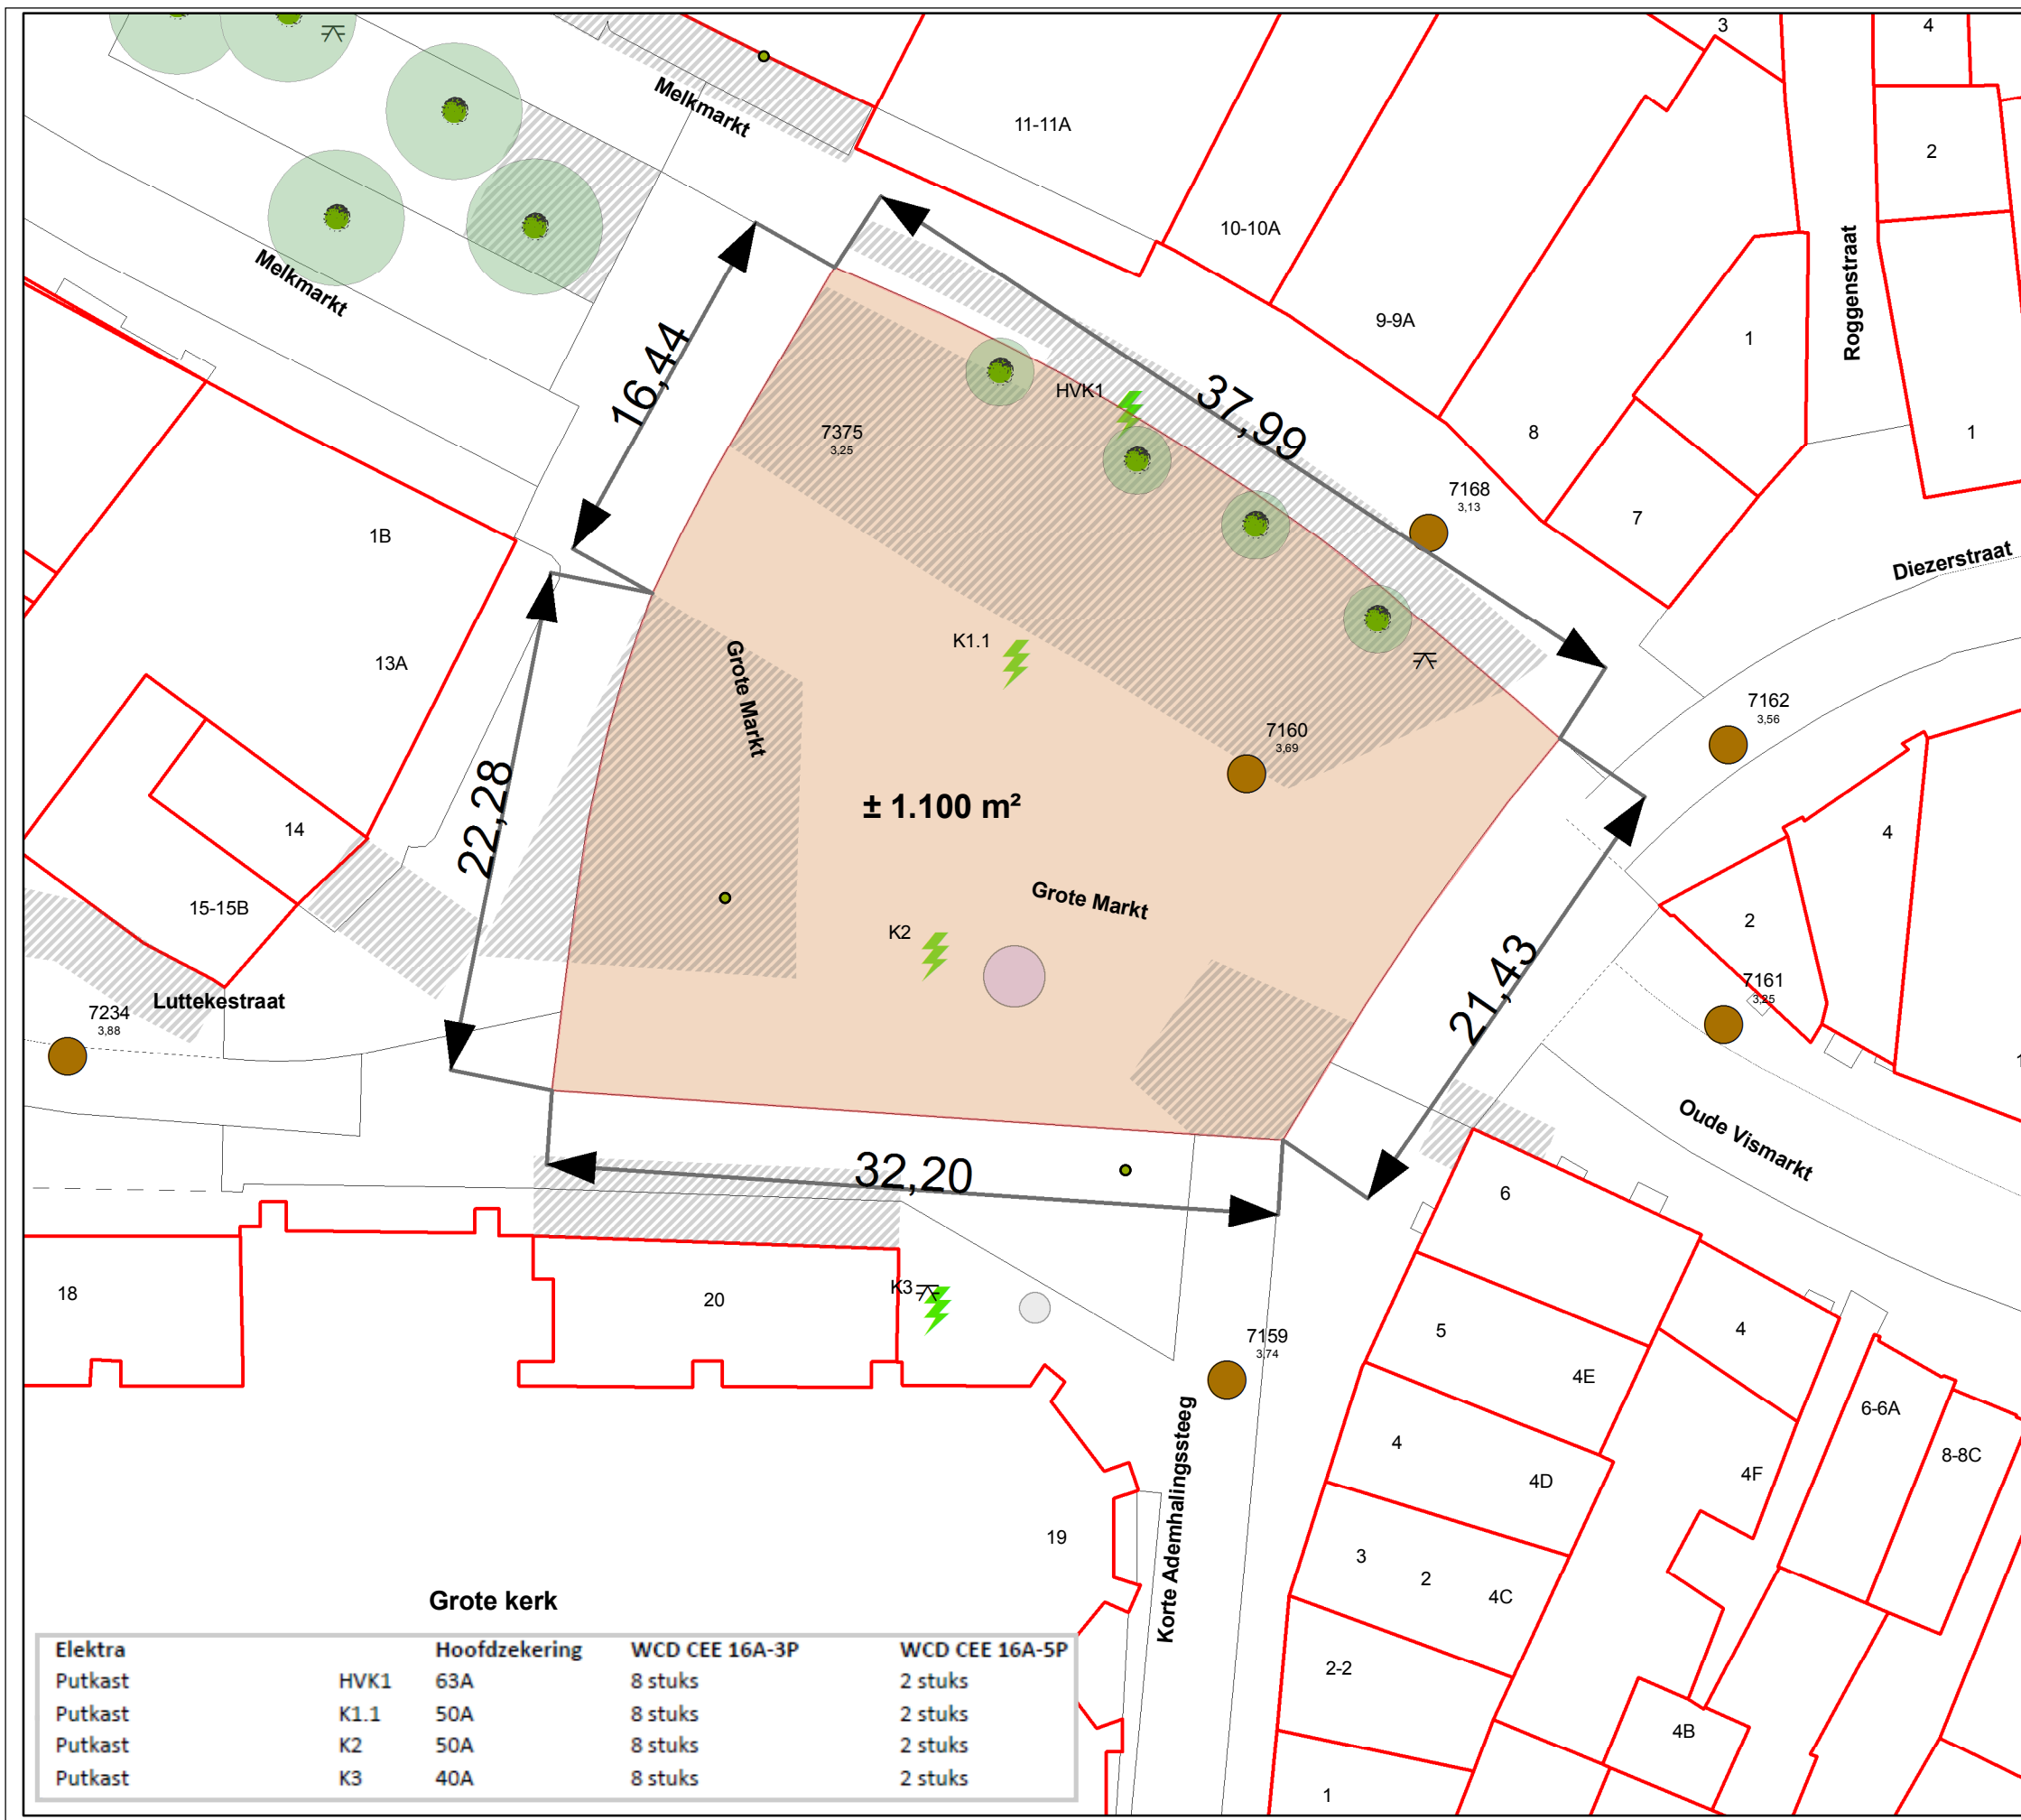 3
4
Melkmarkt
11-11A
2
10-10A
Melkmarkt
9-9A
1
Roggenstraat
16,44
37,99
HVK1
7375
3,25
8
1
7168
3,13
7
1B
Diezerstraat
K1.1
13A
Grote Markt
7162
3,56
7160
3,69
22,28
± 1.100 m²
14
4
Grote Markt
15-15B
2
K2
21,43
7161
3,25
Luttekestraat
7234
3,88
Oude Vismarkt
32,20
6
18
20
K3
5
4
7159
3,74
4E
6-6A
4
8-8C
4D
4F
Korte Ademhalingssteeg
19
3
2
4C
Grote kerk
2-2
4B
1
Elektra Hoofdzekering WCD CEE 16A-3P WCD CEE 16A-5P
Putkast HVK1 63A 8 stuks 2 stuks
Putkast K1.1 50A 8 stuks 2 stuks
Putkast K2 50A 8 stuks 2 stuks
Putkast K3 40A 8 stuks 2 stuks